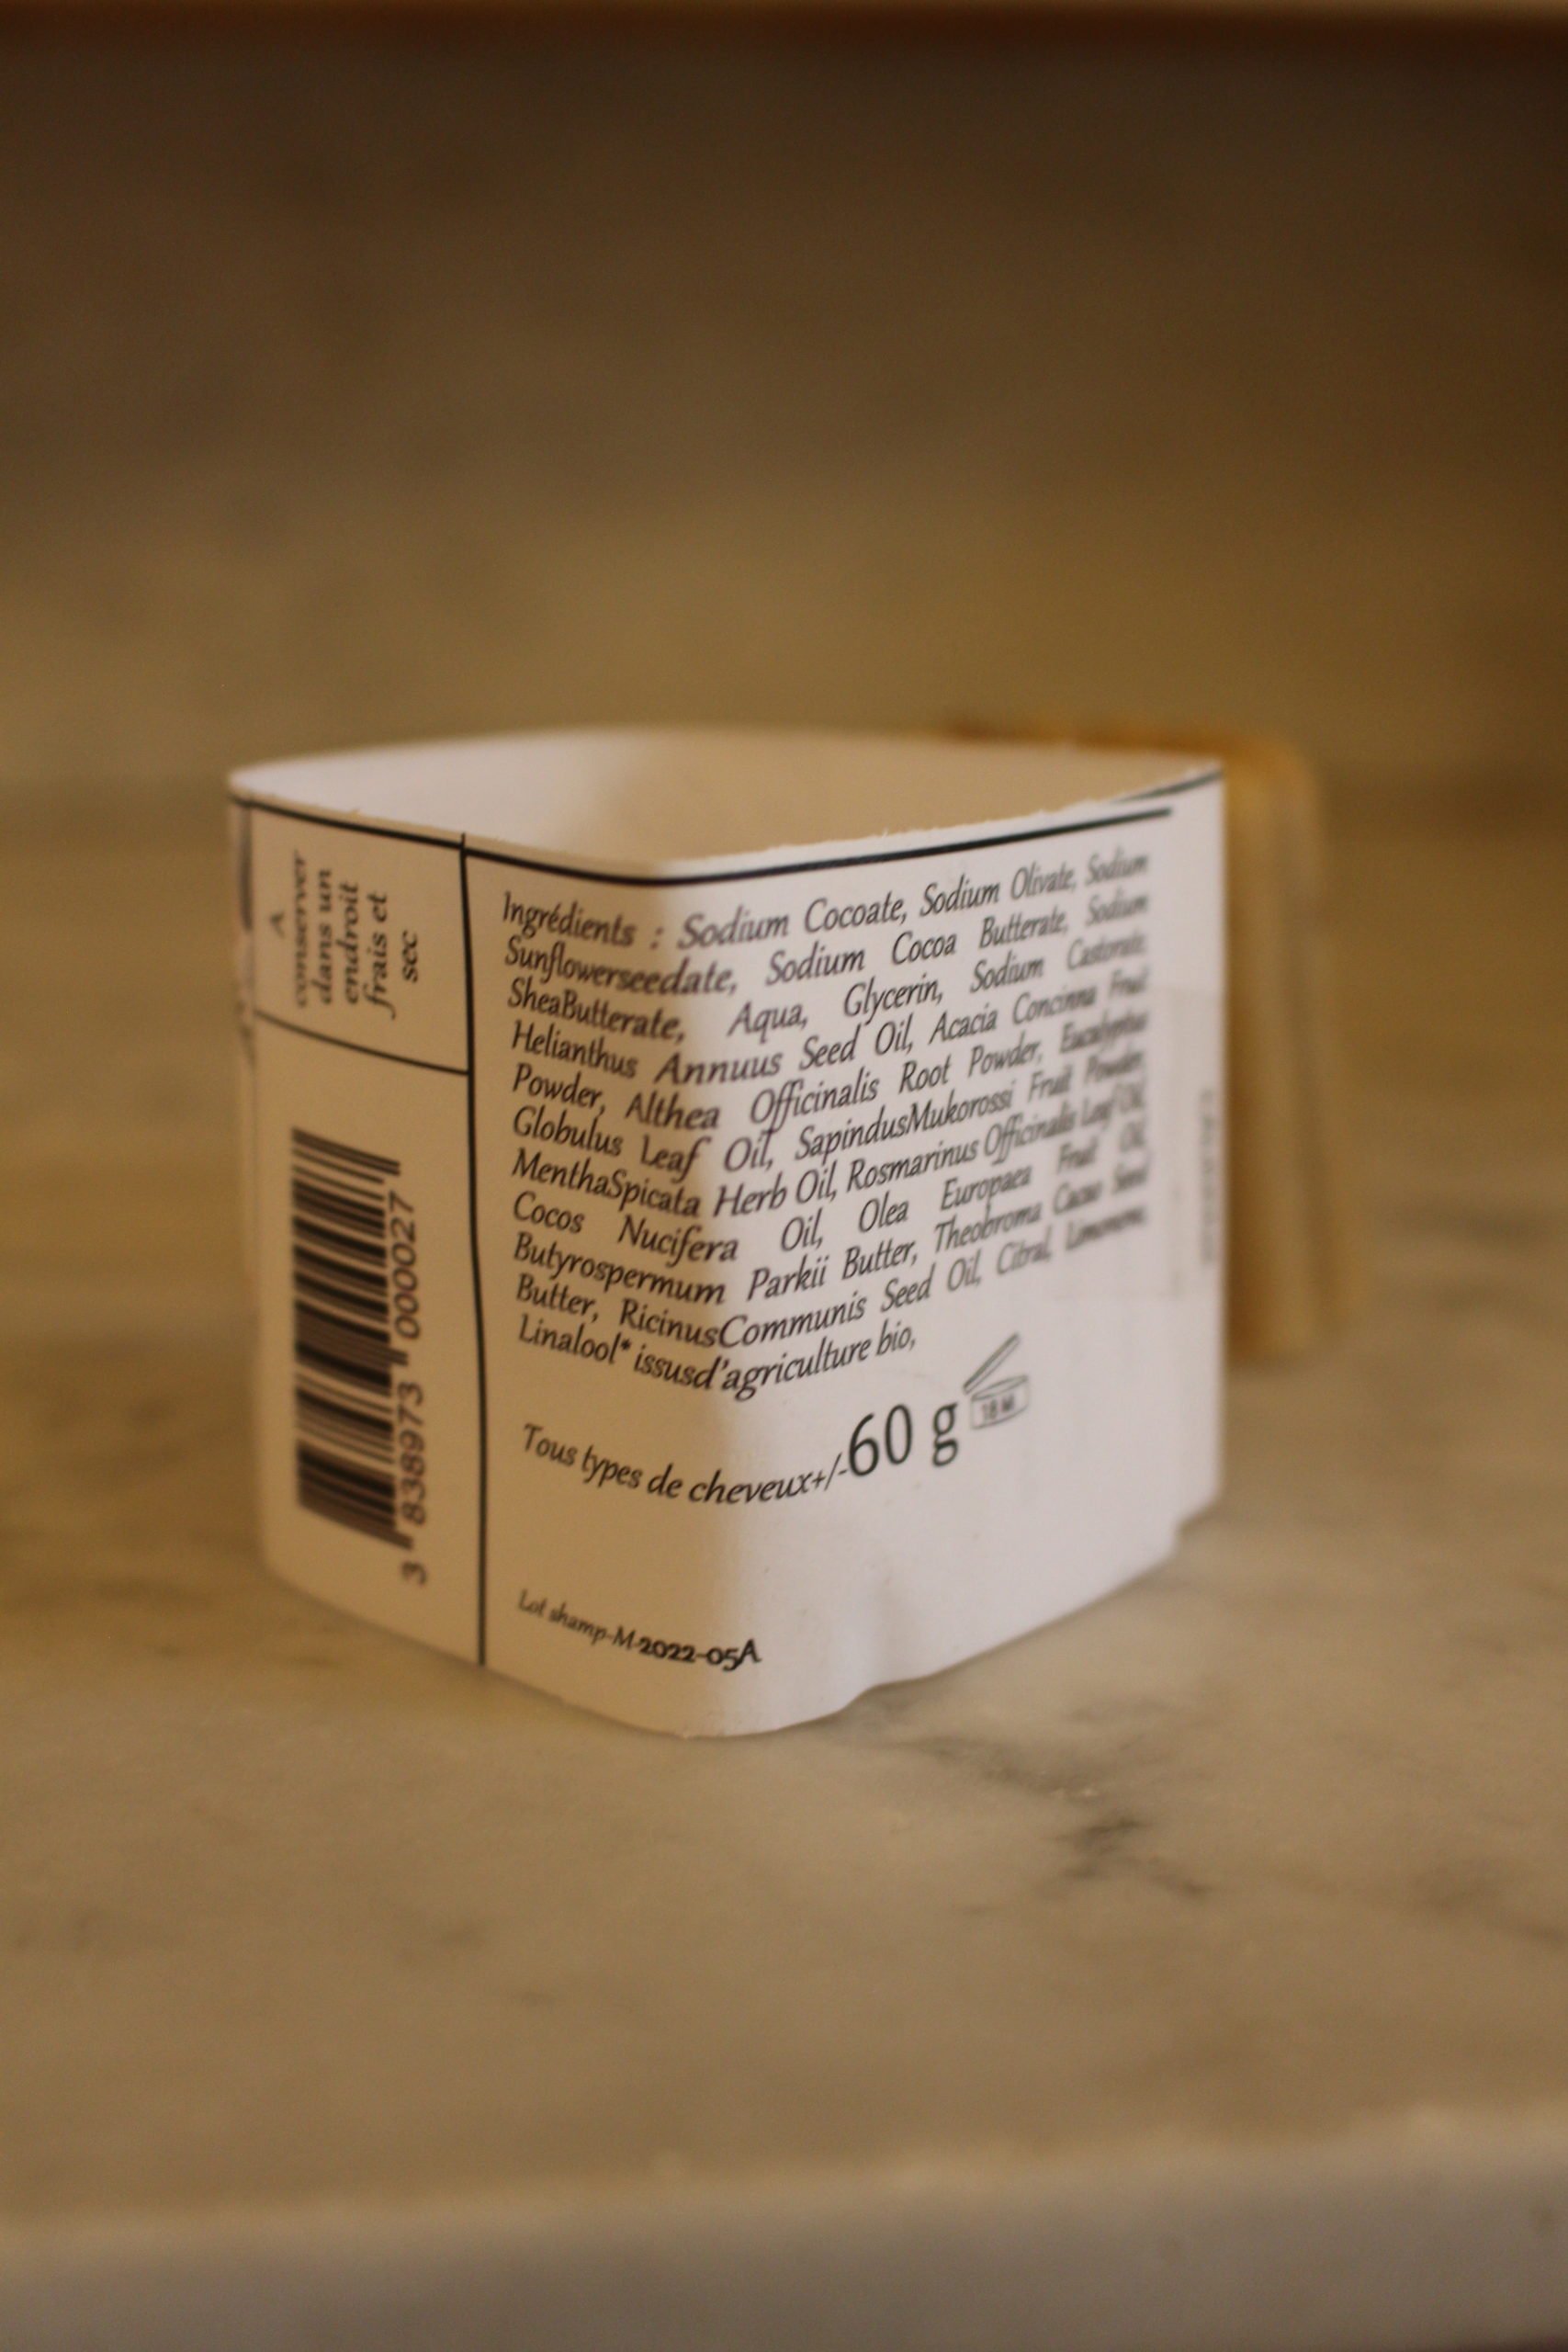 A
conserver
dans un
endroit
frais et
sec
3 838973 000027
Ingrédients : Sodium Cocoate, Sodium Olivate, Sodium
Sunflowerseedate, Sodium Cocoa Butterate, Sodium
SheaButterate, Aqua, Glycerin, Sodium Castorate,
Helianthus Annuus Seed Oil, Acacia Concinna Fruit
Powder, Althea Officinalis Root Powder, Eucalyptus
Globulus Leaf Oil, SapindusMukorossi Fruit Powder,
MenthaSpicata Herb Oil, Rosmarinus Officinalis Leaf Oil,
Cocos Nucifera Oil, Olea Europaea Fruit Oil,
Butyrospermum Parkii Butter, Theobroma Cacao Seed
Butter, RicinusCommunis Seed Oil, Citral, Limonene,
Linalool* issusd'agriculture bio,
18 M
Tous types de cheveux+/-60 g
Lot shamp-M-2022-05A